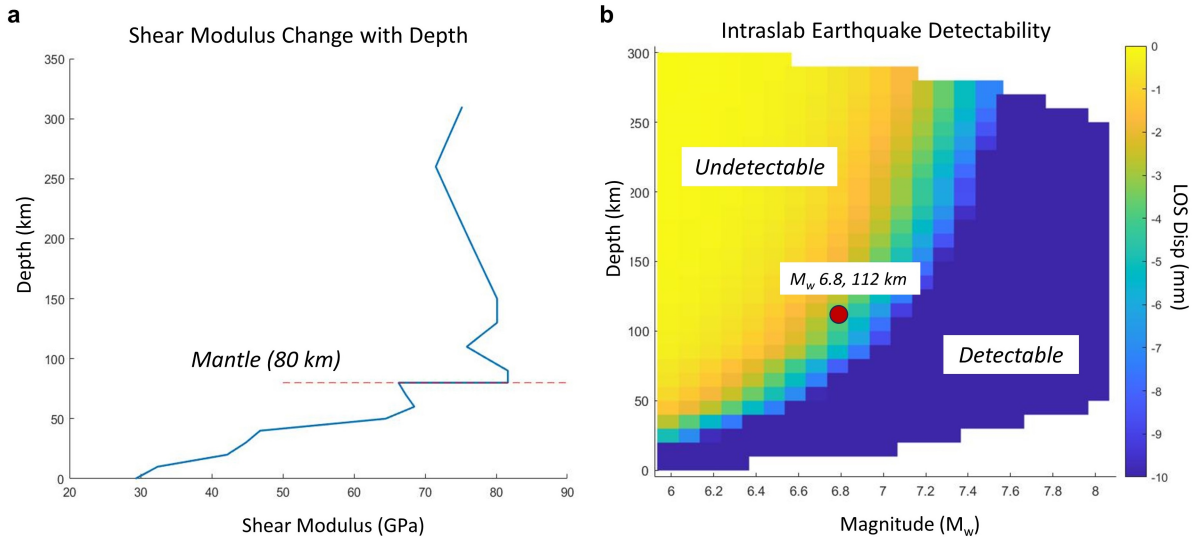 a
Shear Modulus Change with Depth
350
300
250
200
150
100
50
0
Depth (km)
Mantle (80 km)
20 30 40 50 60 70 80 90
Shear Modulus (GPa)
b
Intraslab Earthquake Detectability
300
250
200
150
100
50
0
Depth (km)
Undetectable
Mw 6.8, 112 km
Detectable
6 6.2 6.4 6.6 6.8 7 7.2 7.4 7.6 7.8 8
Magnitude (Mw)
0
-1
-2
-3
-4
-5
-6
-7
-8
-9
-10
LOS Disp (mm)